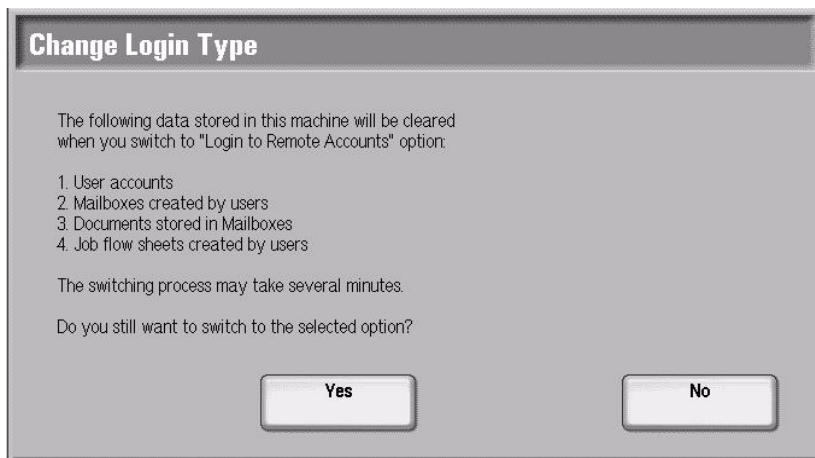 Change Login Type
The following data stored in this machine will be cleared
when you switch to "Login to Remote Accounts" option:
1. User accounts
2. Mailboxes created by users
3. Documents stored in Mailboxes
4. Job flow sheets created by users
The switching process may take several minutes.
Do you still want to switch to the selected option?
Yes
No